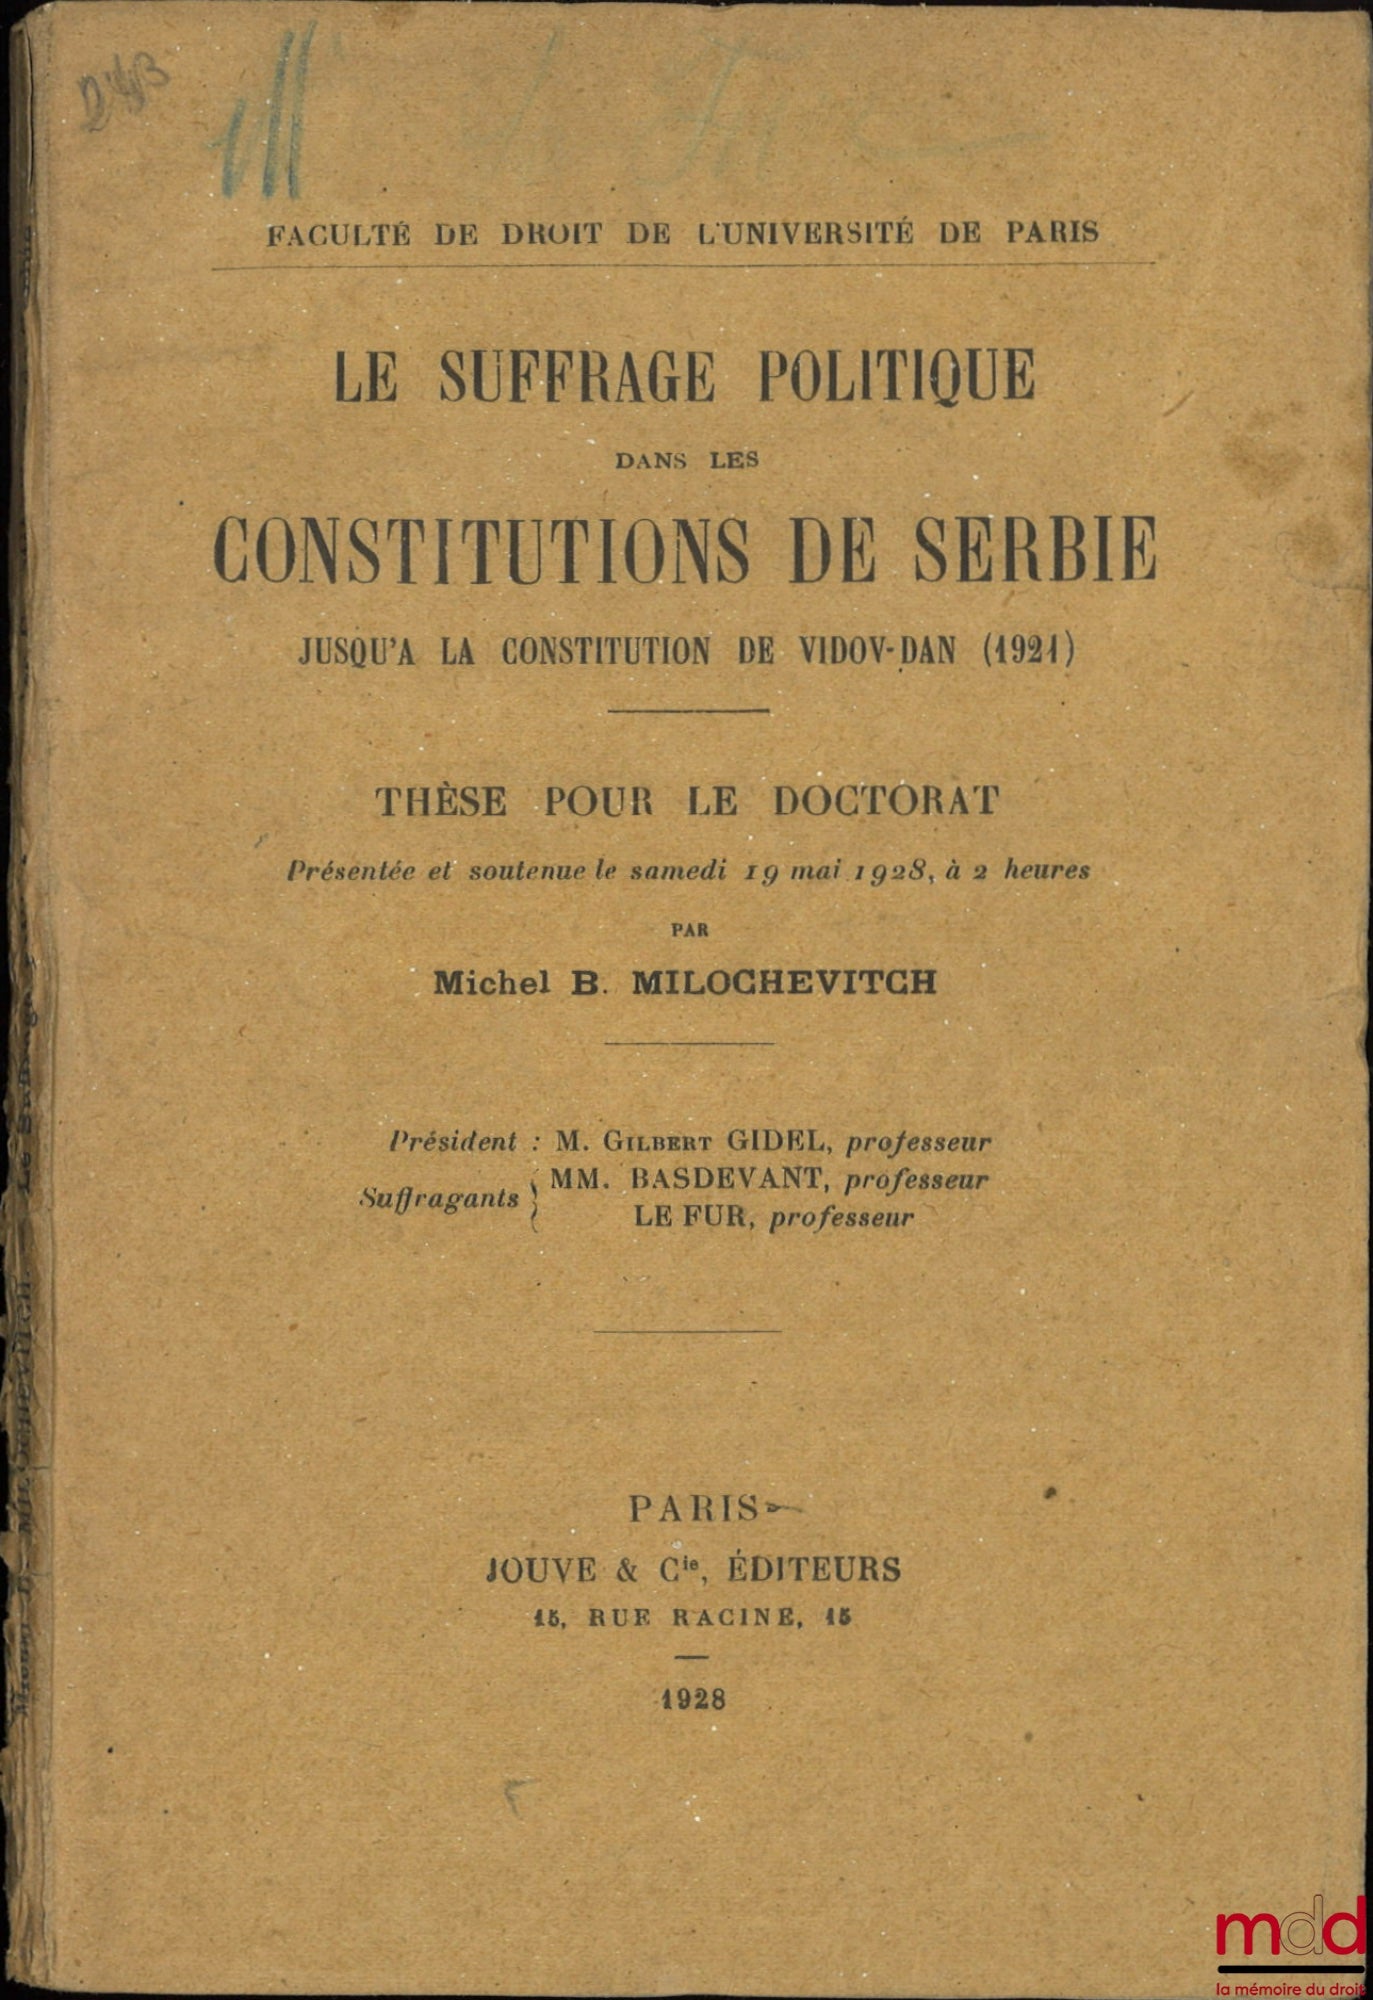 FACULTÉ DE DROIT DE L'UNIVERSITÉ DE PARIS
LE SUFFRAGE POLITIQUE
DANS LES
CONSTITUTIONS DE SERBIE
JUSQU'A LA CONSTITUTION DE VIDOV-DAN (1921)
THÈSE POUR LE DOCTORAT
Présentée et soutenue le samedi 19 mai 1928, à 2 heures
PAR
Michel B. MILOCHEVITCH
Président : M. GILBERT GIDEL, professeur
Suffragants { MM. BASDEVANT, professeur
LE FUR, professeur
PARIS
JOUVE & Cie, ÉDITEURS
15, RUE RACINE, 15
1928
mdd
la mémoire du droit